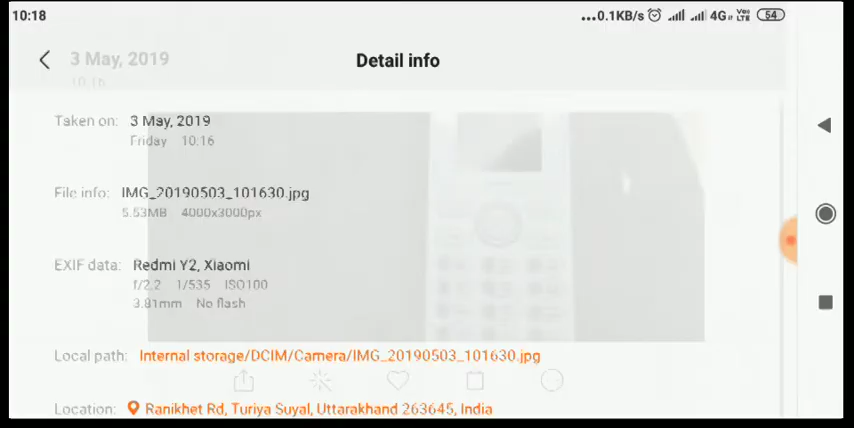 10:18 ...0.1KB/s 4G Vo LTE 54
3 May, 2019 Detail info
10.16
Taken on: 3 May, 2019
Friday 10.16
File info: IMG_20190503_101630.jpg
5.53MB 4000x3000px
EXIF data: Redmi Y2, Xiaomi
f/2.2 1/535 ISO100
3.81mm No flash
Local path: Internal storage/DCIM/Camera/IMG_20190503_101630.jpg
Location: Ranikhet Rd, Turiya Suyal, Uttarakhand 263645, India